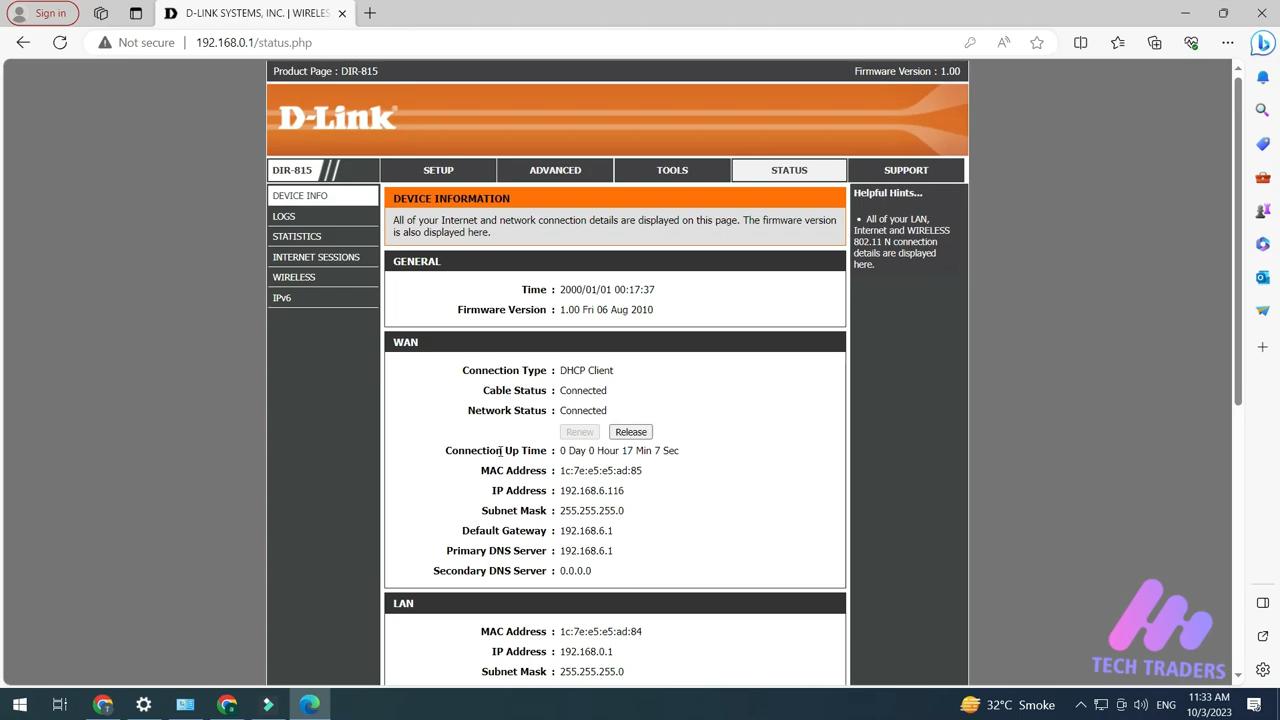 Sign in
D-LINK SYSTEMS, INC. | WIRELES
Not secure
192.168.0.1/status.php
Product Page : DIR-815
Firmware Version : 1.00
D-Link
DIR-815
SETUP
ADVANCED
TOOLS
STATUS
SUPPORT
DEVICE INFO
LOGS
STATISTICS
INTERNET SESSIONS
WIRELESS
IPv6
DEVICE INFORMATION
All of your Internet and network connection details are displayed on this page. The firmware version
is also displayed here.
GENERAL
Time : 2000/01/01 00:17:37
Firmware Version : 1.00 Fri 06 Aug 2010
WAN
Connection Type : DHCP Client
Cable Status : Connected
Network Status : Connected
Renew Release
Connection Up Time : 0 Day 0 Hour 17 Min 7 Sec
MAC Address : 1c:7e:e5:e5:ad:85
IP Address : 192.168.6.116
Subnet Mask : 255.255.255.0
Default Gateway : 192.168.6.1
Primary DNS Server : 192.168.6.1
Secondary DNS Server : 0.0.0.0
LAN
MAC Address : 1c:7e:e5:e5:ad:84
IP Address : 192.168.0.1
Subnet Mask : 255.255.255.0
Helpful Hints...
• All of your LAN,
Internet and WIRELESS
802.11 N connection
details are displayed
here.
TECH TRADERS
32°C Smoke
ENG
11:33 AM
10/3/2023